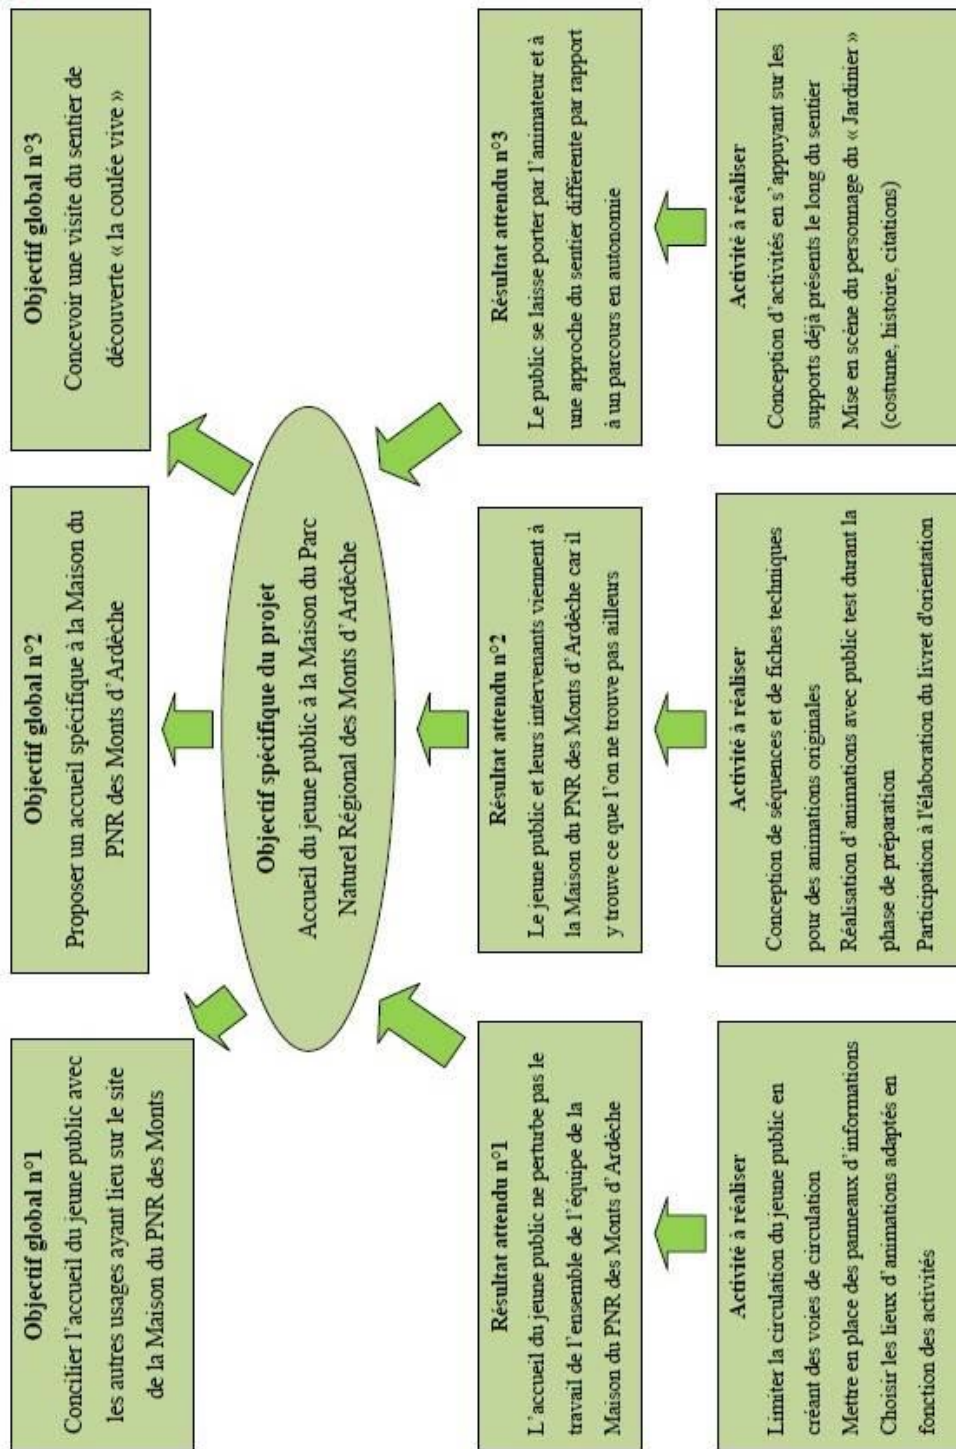 Objectif global n°1
Concilier l'accueil du jeune public avec
les autres usages ayant lieu sur le site
de la Maison du PNR des Monts
Objectif global n°2
Proposer un accueil spécifique à la Maison du
PNR des Monts d'Ardèche
Objectif global n°3
Concevoir une visite du sentier de
découverte « la coulée vive »
Objectif spécifique du projet
Accueil du jeune public à la Maison du Parc
Naturel Régional des Monts d'Ardèche
Résultat attendu n°1
L'accueil du jeune public ne perturbe pas le
travail de l'ensemble de l'équipe de la
Maison du PNR des Monts d'Ardèche
Résultat attendu n°2
Le jeune public et leurs intervenants viennent à
la Maison du PNR des Monts d'Ardèche car il
y trouve ce que l'on ne trouve pas ailleurs
Résultat attendu n°3
Le public se laisse porter par l'animateur et à
une approche du sentier différente par rapport
à un parcours en autonomie
Activité à réaliser
Limiter la circulation du jeune public en
créant des voies de circulation
Mettre en place des panneaux d'informations
Choisir les lieux d'animations adaptés en
fonction des activités
Activité à réaliser
Conception de séquences et de fiches techniques
pour des animations originales
Réalisation d'animations avec public test durant la
phase de préparation
Participation à l'élaboration du livret d'orientation
Activité à réaliser
Conception d'activités en s'appuyant sur les
supports déjà présents le long du sentier
Mise en scène du personnage du « Jardinier »
(costume, histoire, citations)